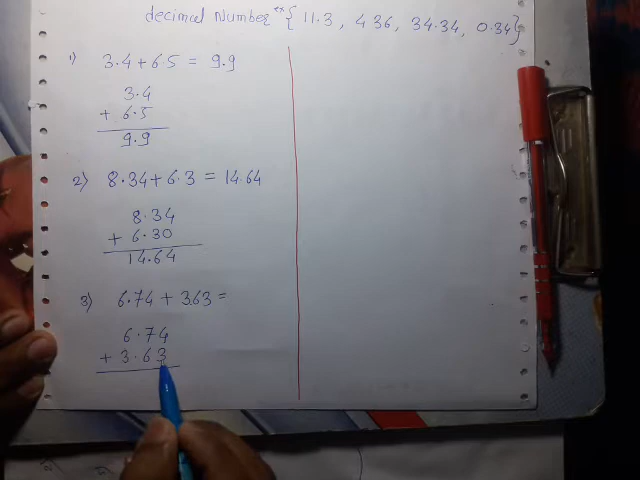 decimal Number ex { 11.3 , 4 36, 34.34, 0.34}
1) 3.4 + 6.5 = 9.9
3.4
+ 6.5
9.9
2) 8.34 + 6.3 = 14.64
8.34
+ 6.30
14.64
3) 6.74 + 3.63 =
6.74
+ 3.63